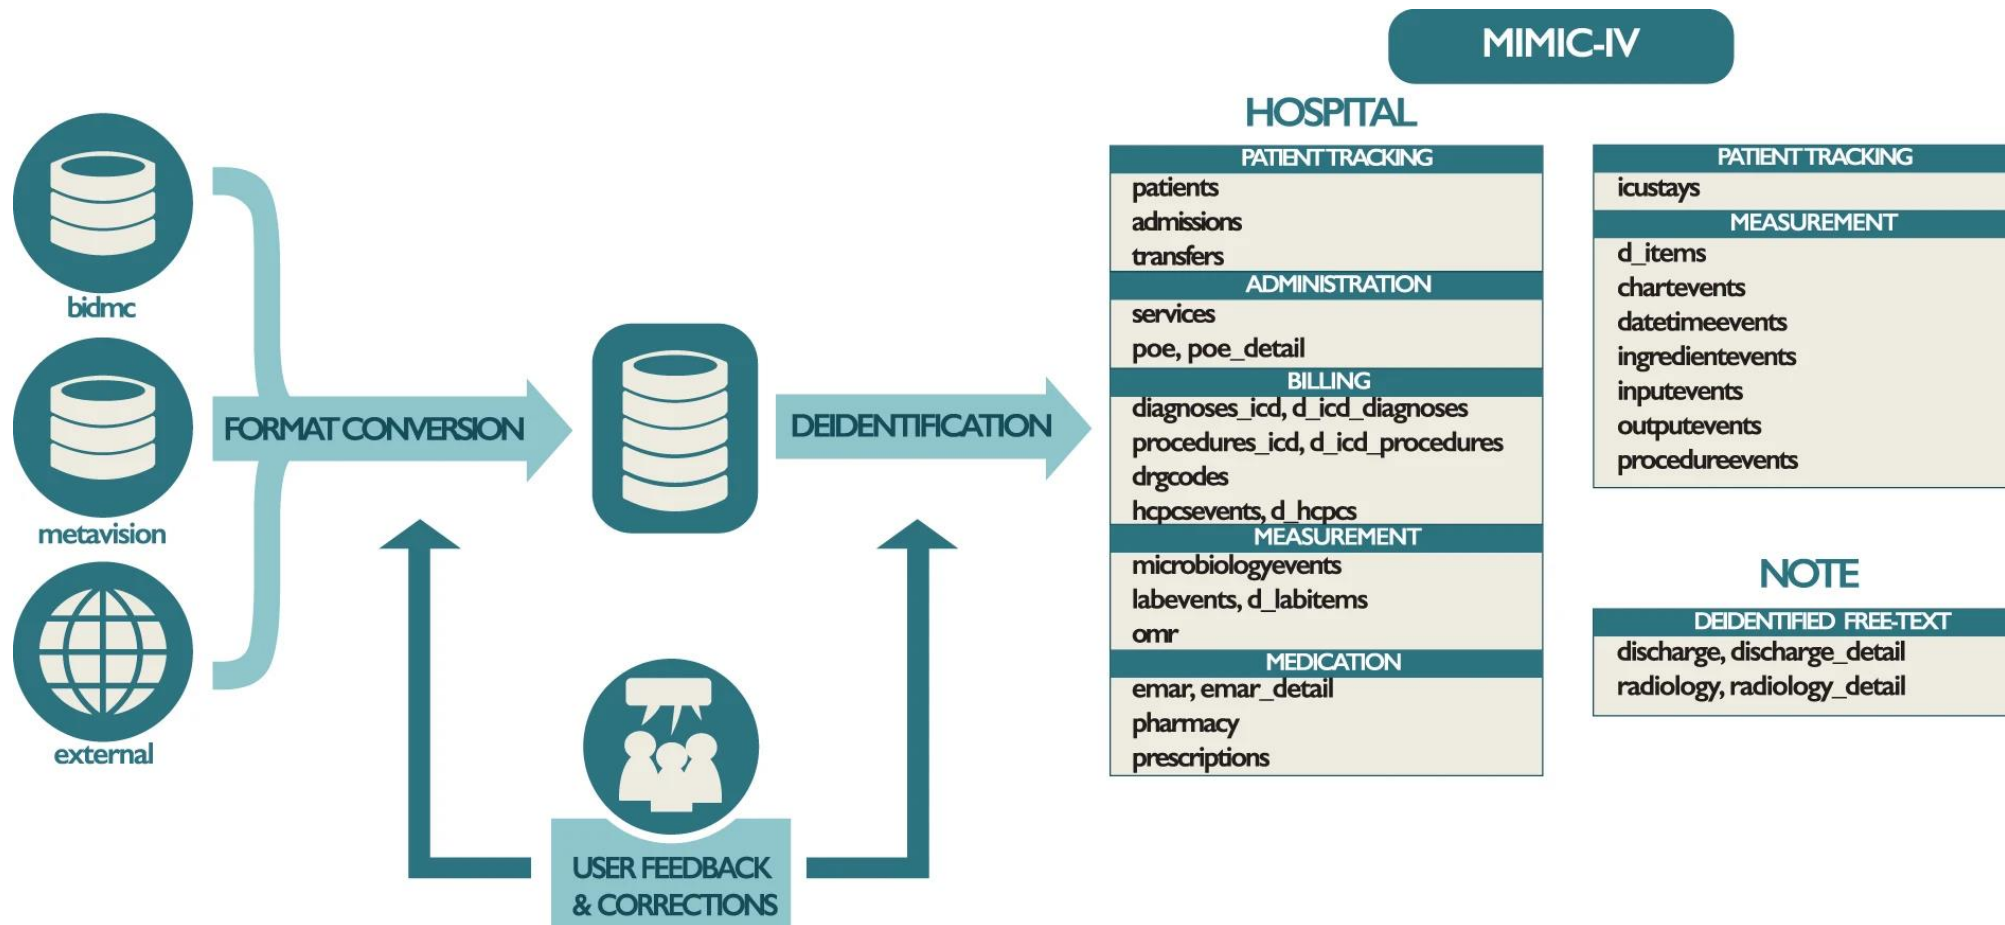 MIMIC-IV
bidmc
metavision
external
FORMAT CONVERSION
DEIDENTIFICATION
USER FEEDBACK
& CORRECTIONS
HOSPITAL
PATIENT TRACKING
patients
admissions
transfers
ADMINISTRATION
services
poe, poe_detail
BILLING
diagnoses_icd, d_icd_diagnoses
procedures_icd, d_icd_procedures
drgcodes
hcpcsevents, d_hcpcs
MEASUREMENT
microbiologyevents
labevents, d_labitems
omr
MEDICATION
emar, emar_detail
pharmacy
prescriptions
PATIENT TRACKING
icustays
MEASUREMENT
d_items
chartevents
datetimeevents
ingredientevents
inputevents
outputevents
procedureevents
NOTE
DEIDENTIFIED FREE-TEXT
discharge, discharge_detail
radiology, radiology_detail